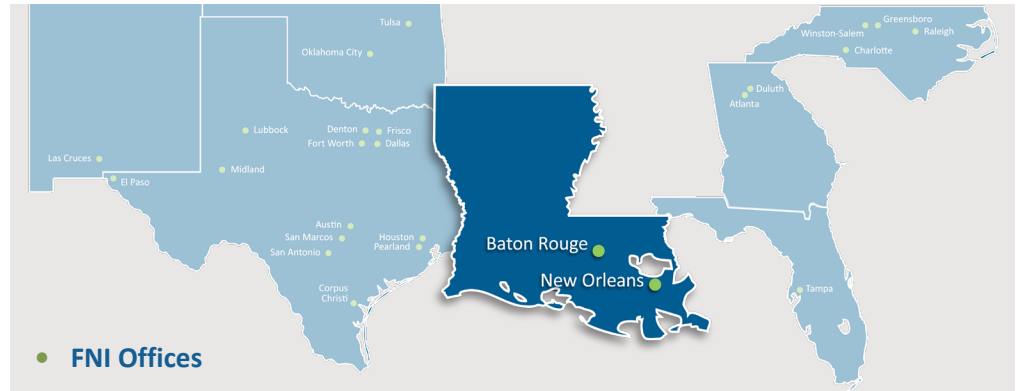 Tulsa
Oklahoma City
Greensboro
Winston-Salem
Raleigh
Charlotte
Duluth
Atlanta
Lubbock
Denton
Frisco
Fort Worth
Dallas
Las Cruces
Midland
El Paso
Austin
San Marcos
Houston
Pearland
San Antonio
Corpus
Christi
Baton Rouge
New Orleans
Tampa
FNI Offices